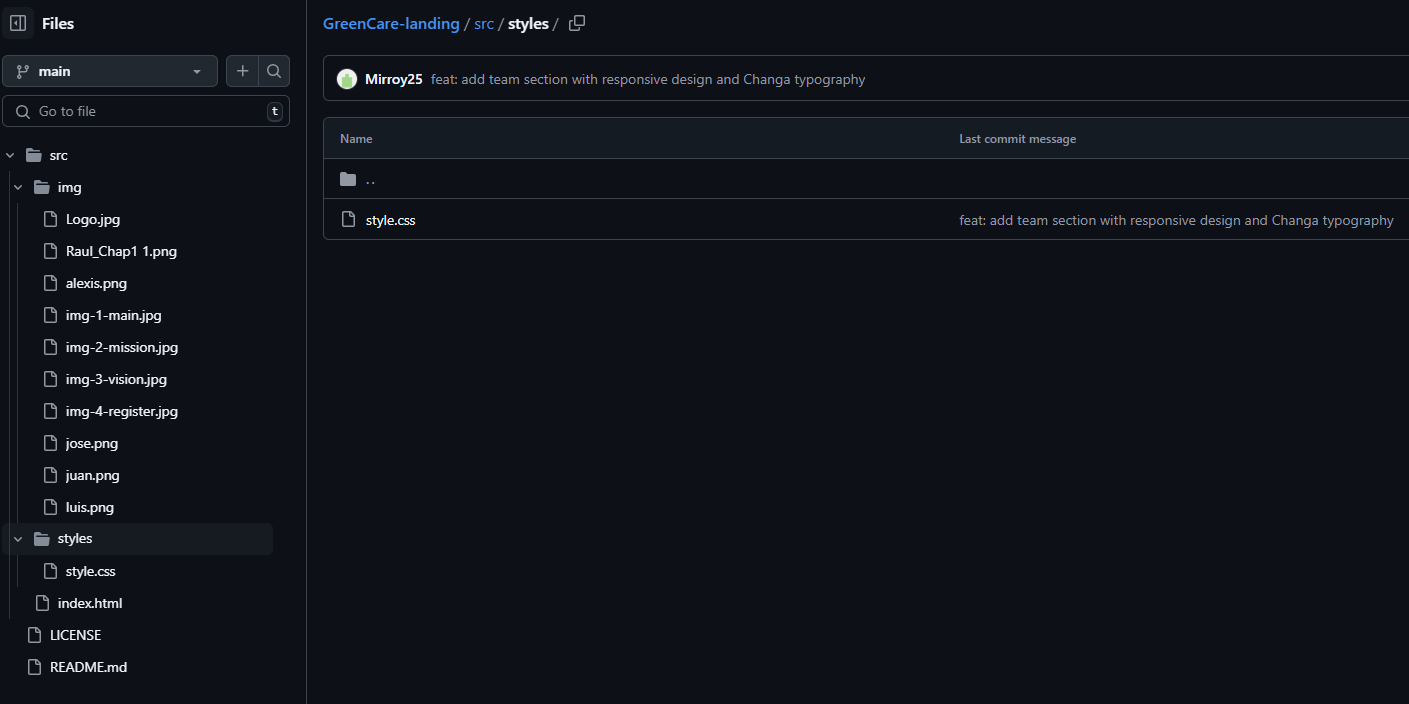 Files
main
Go to file
t
src
img
Logo.jpg
Raul_Chap1 1.png
alexis.png
img-1-main.jpg
img-2-mission.jpg
img-3-vision.jpg
img-4-register.jpg
jose.png
juan.png
luis.png
styles
style.css
index.html
LICENSE
README.md
GreenCare-landing / src / styles /
Mirroy25 feat: add team section with responsive design and Changa typography
Name Last commit message
..
style.css feat: add team section with responsive design and Changa typography